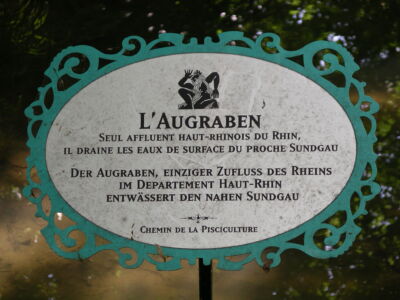 L'Augraben
Seul affluent haut-rhinois du Rhin,
il draine les eaux de surface du proche Sundgau
Der Augraben, einziger Zufluss des Rheins
im Departement Haut-Rhin
entwässert den nahen Sundgau
Chemin de la Pisciculture